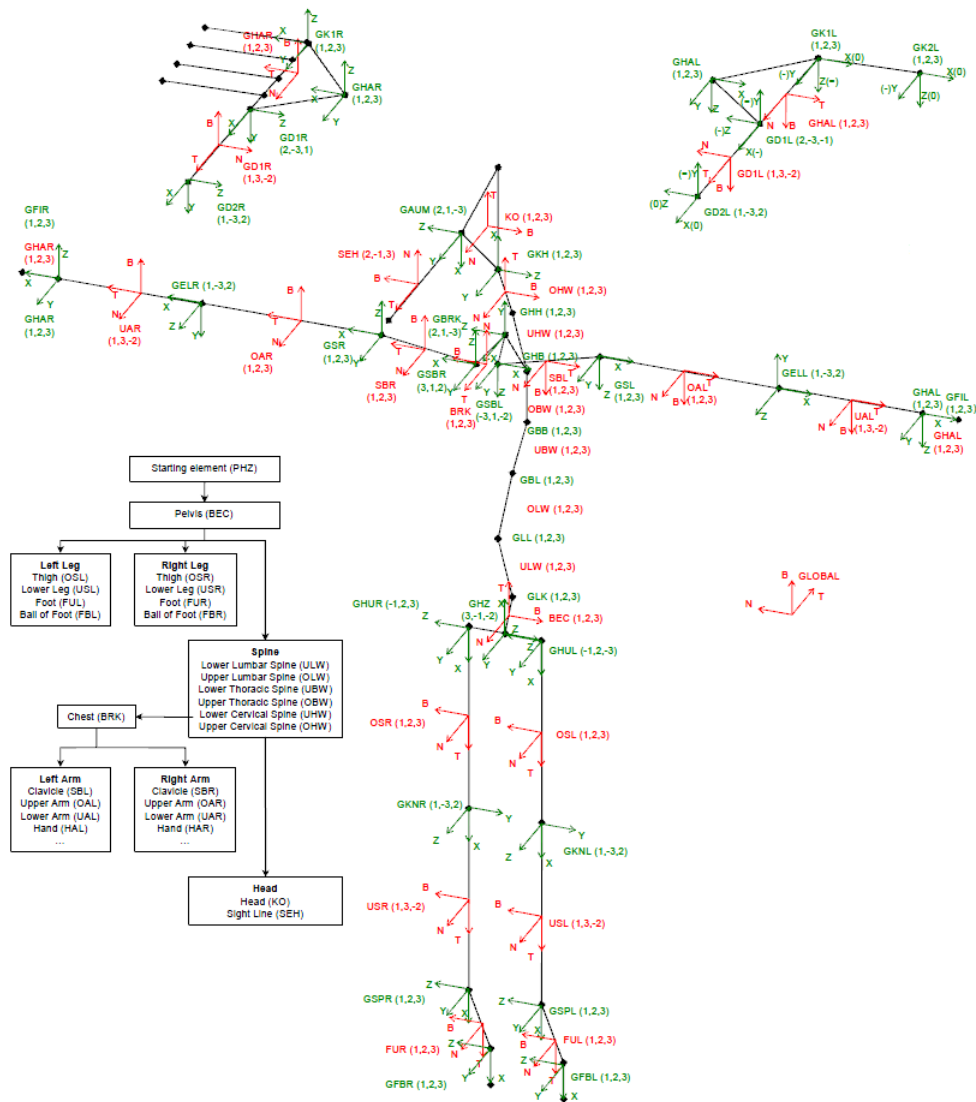 GHAR
(1,2,3)
B
Z
X
GK1R
(1,2,3)
T
Y
N
Z
X
GHAR
(1,2,3)
Y
X
Z
Y
B
GD1R
(2,-3,1)
T
N
GD1R
(1,3,-2)
X
Z
Y
GD2R
(1,-3,2)
GK1L
(1,2,3)
GK2L
(1,2,3)
GHAL
(1,2,3)
X(0)
X(0)
(-)Y
Z(=)
(-)Y
Z(0)
X
Y
Z
(=)Y
T
(-)Z
N
B
GHAL (1,2,3)
GD1L (2,-3,-1)
N
X(-)
(=)Y
T
B
GD1L (1,3,-2)
(0)Z
GD2L (1,-3,2)
X(0)
GAUM (2,1,-3)
T
KO (1,2,3)
Z
B
X
Y
X
N
GFIR
(1,2,3)
SEH (2,-1,3)
N
GKH (1,2,3)
T
Z
GHAR
(1,2,3)
Z
B
Y
B
OHW (1,2,3)
X
T
GELR (1,-3,2)
B
T
N
GHH (1,2,3)
Y
N
X
Z
GBRK
(2,1,-3)
N
Y
UHW (1,2,3)
GHAR
(1,2,3)
UAR
(1,3,-2)
Z
Y
T
N
X
B
Z
X
GHB (1,2,3)
OAR
(1,2,3)
GSR
(1,2,3)
Y
T
N
X
B
X
SBL
(1,2,3)
T
X
GELL (1,-3,2)
Y
SBR
(1,2,3)
GSBR
(3,1,2)
Y
T
Y
Z
N
B
Y
Z
GSL
(1,2,3)
OAL
(1,2,3)
T
N
B
X
Z
GHAL
(1,2,3)
GFIL
(1,2,3)
BRK
(1,2,3)
GSBL
(-3,1,-2)
OBW (1,2,3)
T
X
N
B
UAL
(1,3,-2)
Y
Z
GHAL
(1,2,3)
GBB (1,2,3)
UBW (1,2,3)
GBL (1,2,3)
OLW (1,2,3)
GLL (1,2,3)
ULW (1,2,3)
Starting element (PHZ)
Pelvis (BEC)
Left Leg
Thigh (OSL)
Lower Leg (USL)
Foot (FUL)
Ball of Foot (FBL)
Right Leg
Thigh (OSR)
Lower Leg (USR)
Foot (FUR)
Ball of Foot (FBR)
Spine
Lower Lumbar Spine (ULW)
Upper Lumbar Spine (OLW)
Lower Thoracic Spine (UBW)
Upper Thoracic Spine (OBW)
Lower Cervical Spine (UHW)
Upper Cervical Spine (OHW)
Chest (BRK)
Left Arm
Clavicle (SBL)
Upper Arm (OAL)
Lower Arm (UAL)
Hand (HAL)
...
Right Arm
Clavicle (SBR)
Upper Arm (OAR)
Lower Arm (UAR)
Hand (HAR)
...
Head
Head (KO)
Sight Line (SEH)
B
GLOBAL
N
T
T
GLK (1,2,3)
GHUR (-1,2,3)
GHZ
(3,-1,-2)
X
B
BEC (1,2,3)
Z
N
Z
Z
Y
Y
Y
X
X
GHUL (-1,2,-3)
B
OSR
(1,2,3)
N
T
B
OSL (1,2,3)
N
T
GKNR (1,-3,2)
Y
Z
X
Y
Z
X
GKNL (1,-3,2)
B
USR (1,3,-2)
N
T
B
USL (1,3,-2)
N
T
Z
GSPR (1,2,3)
Y
X
Z
GSPL (1,2,3)
Y
X
B
FUR (1,2,3)
N
Z
T
Y
X
GFBR (1,2,3)
B
FUL (1,2,3)
Z
N
T
Y
X
GFBL (1,2,3)